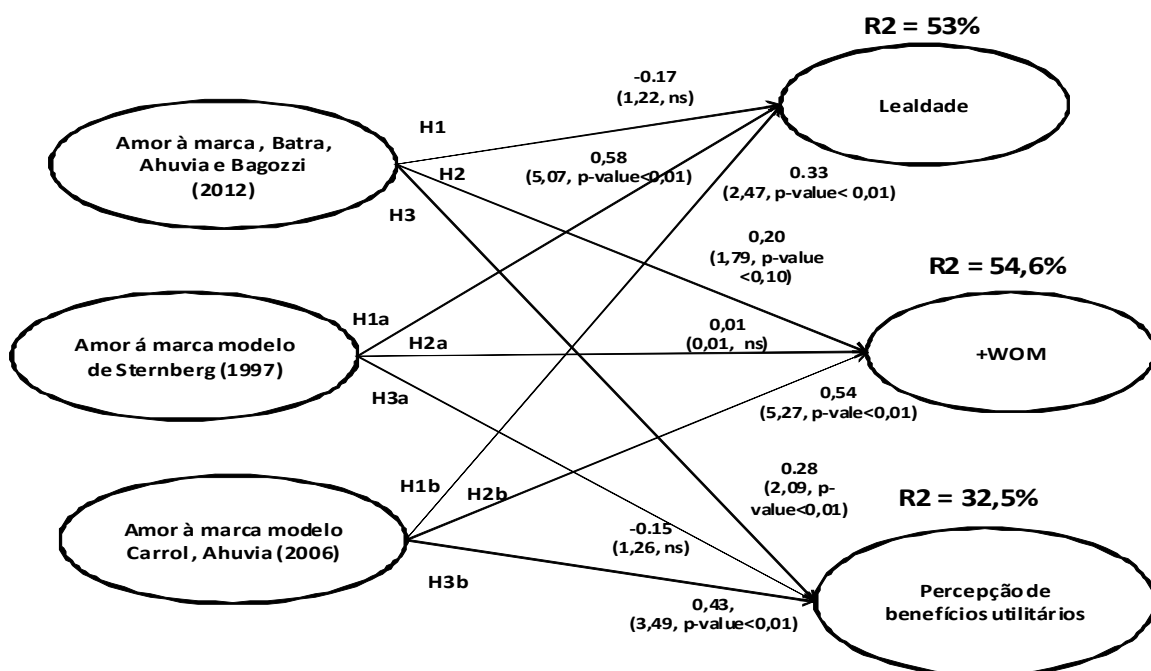 R2 = 53%
-0.17
(1,22, ns)
Lealdade
H1
Amor à marca , Batra,
Ahuvia e Bagozzi
(2012)
0,58
(5,07, p-value<0,01)
0.33
(2,47, p-value< 0,01)
H2
H3
0,20
(1,79, p-value
<0,10)
R2 = 54,6%
H1a
0,01
(0,01, ns)
H2a
Amor á marca modelo
de Sternberg (1997)
+WOM
H3a
0,54
(5,27, p-vale<0,01)
H1b
H2b
0.28
(2,09, p-
value<0,01)
R2 = 32,5%
Amor à marca modelo
Carrol , Ahuvia (2006)
-0.15
(1,26, ns)
H3b
0,43,
(3,49, p-value<0,01)
Percepção de
benefícios utilitários